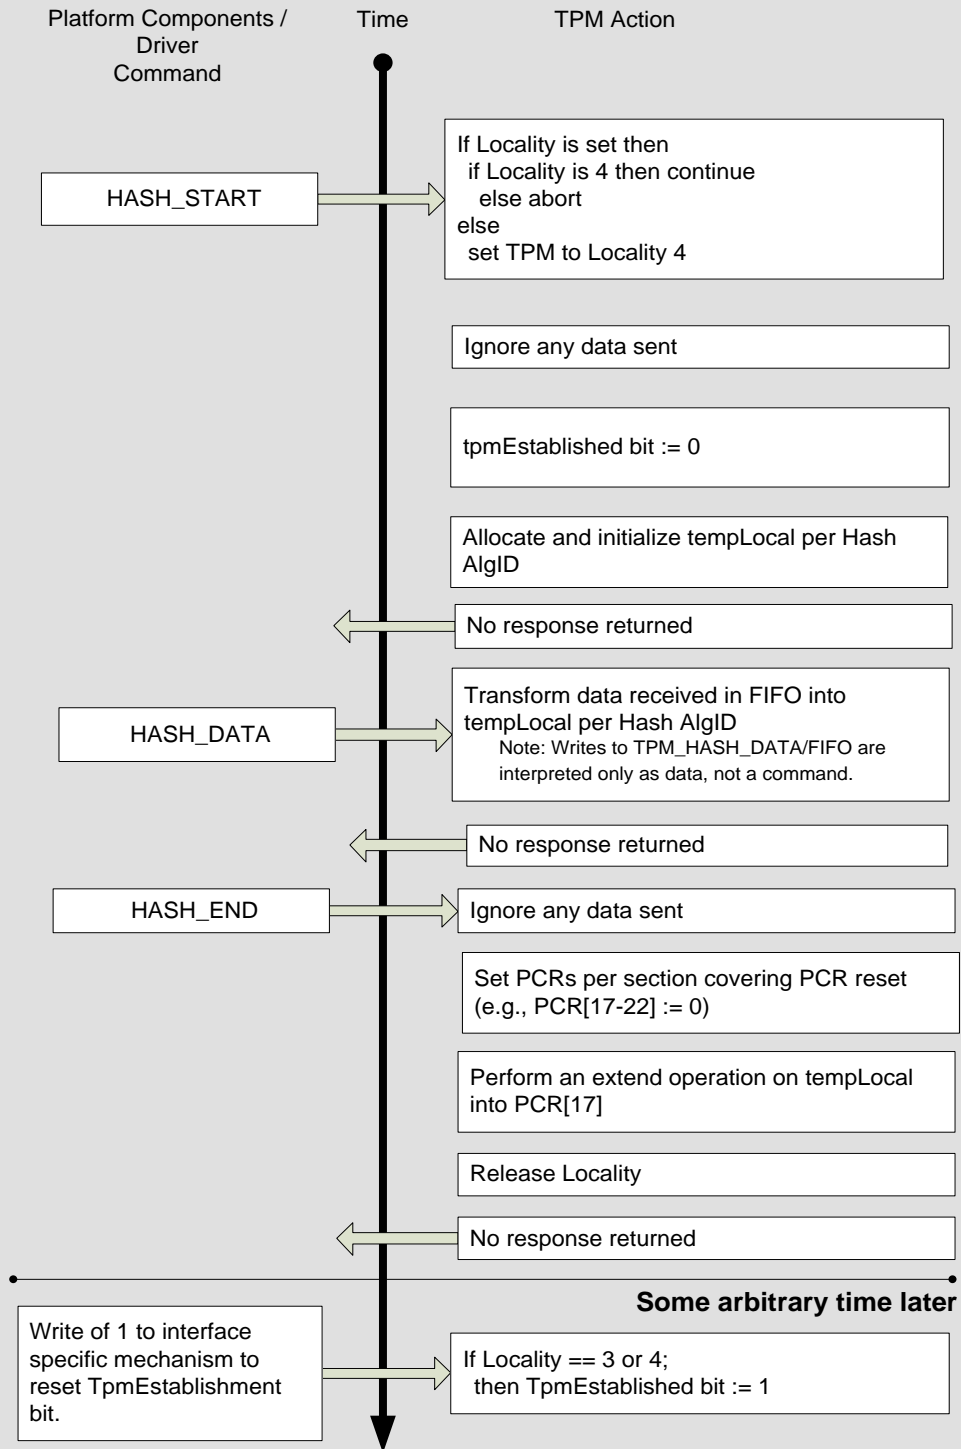 Platform Components /
Driver
Command
Time
TPM Action
HASH_START
If Locality is set then
if Locality is 4 then continue
else abort
else
set TPM to Locality 4
Ignore any data sent
tpmEstablished bit := 0
Allocate and initialize tempLocal per Hash
AlgID
No response returned
HASH_DATA
Transform data received in FIFO into
tempLocal per Hash AlgID
Note: Writes to TPM_HASH_DATA/FIFO are
interpreted only as data, not a command.
No response returned
HASH_END
Ignore any data sent
Set PCRs per section covering PCR reset
(e.g., PCR[17-22] := 0)
Perform an extend operation on tempLocal
into PCR[17]
Release Locality
No response returned
Some arbitrary time later
Write of 1 to interface
specific mechanism to
reset TpmEstablishment
bit.
If Locality == 3 or 4;
then TpmEstablished bit := 1